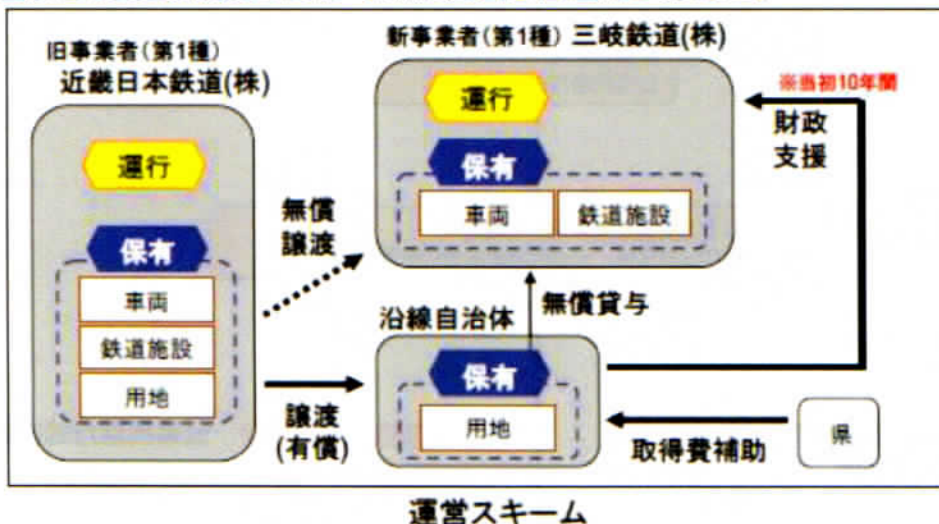 旧事業者(第1種)
近畿日本鉄道(株)
運行
保有
車両
鉄道施設
用地
無償
譲渡
譲渡
(有償)
新事業者(第1種) 三岐鉄道(株)
運行
保有
車両
鉄道施設
※当初10年間
財政
支援
無償貸与
沿線自治体
保有
用地
取得費補助
県
運営スキーム